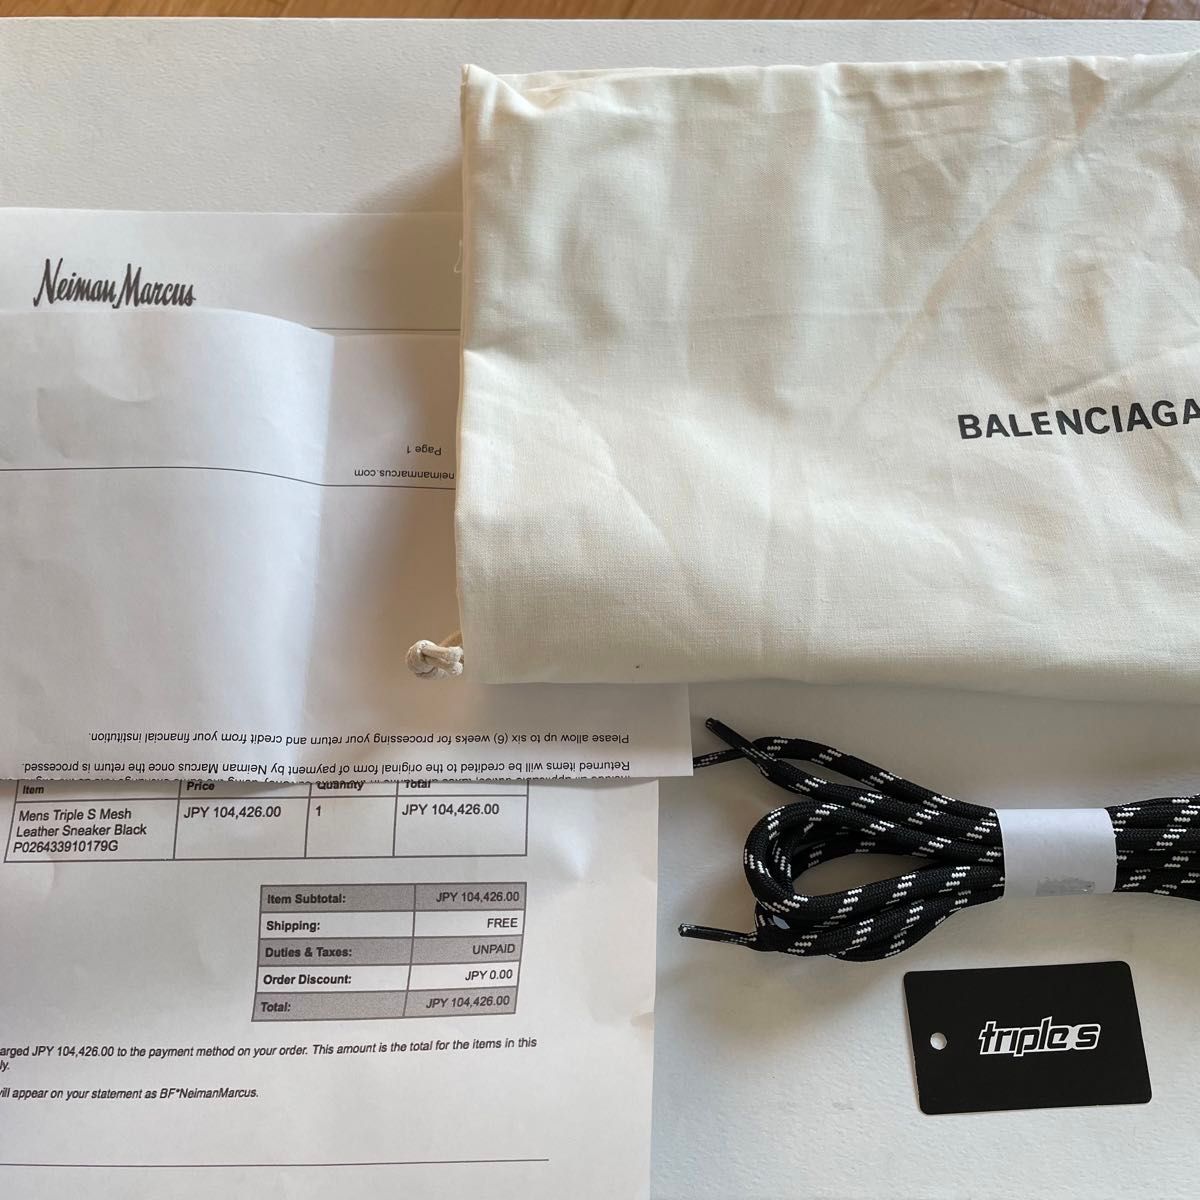 Neiman Marcus
BALENCIAGA
Page 1
neimanmarcus.com
Please allow up to six (6) weeks for processing your return and credit from your financial institution.
Returned items will be credited to the original form of payment by Neiman Marcus once the return is processed.
Item Price Quantity Total
Mens Triple S Mesh JPY 104,426.00 1 JPY 104,426.00
Leather Sneaker Black
P026433910179G
Item Subtotal: JPY 104,426.00
Shipping: FREE
Duties & Taxes: UNPAID
Order Discount: JPY 0.00
Total: JPY 104,426.00
arged JPY 104,426.00 to the payment method on your order. This amount is the total for the items in this
ly.
ill appear on your statement as BF*NeimanMarcus.
triple s